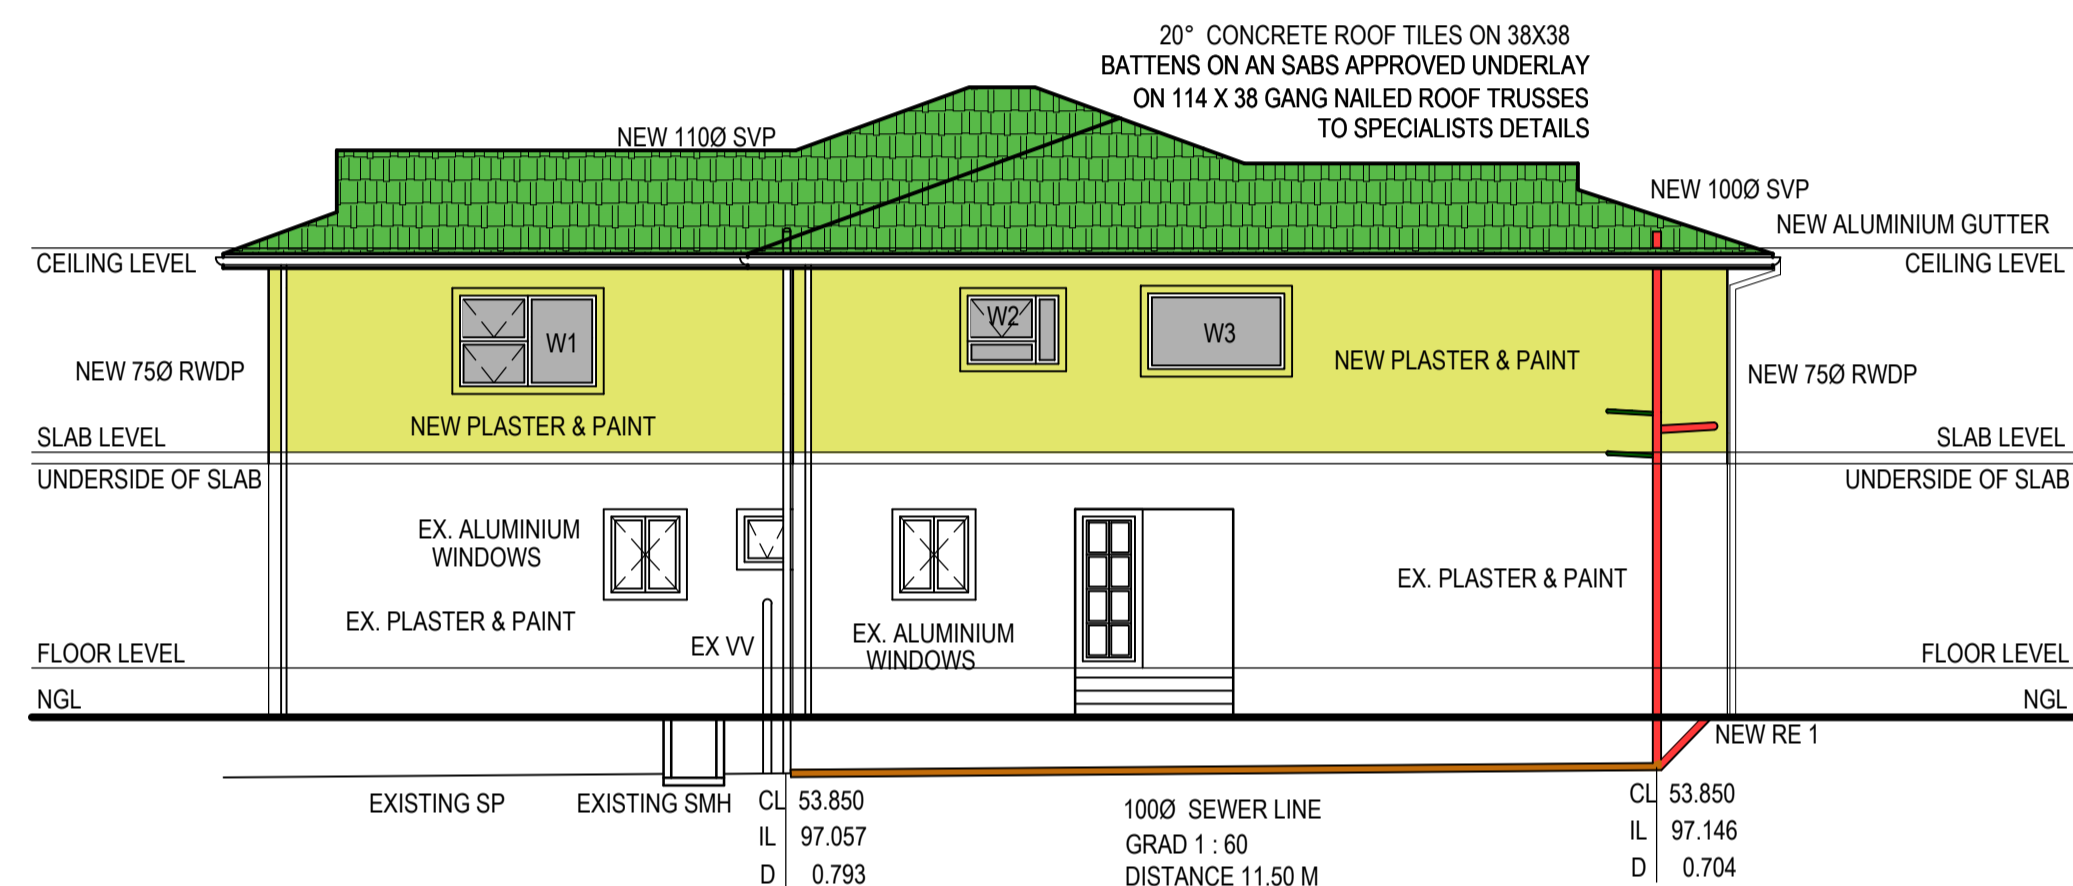 20° CONCRETE ROOF TILES ON 38X38
BATTENS ON AN SABS APPROVED UNDERLAY
ON 114 X 38 GANG NAILED ROOF TRUSSES
TO SPECIALISTS DETAILS
NEW 110Ø SVP
NEW 100Ø SVP
NEW ALUMINIUM GUTTER
CEILING LEVEL
CEILING LEVEL
W1
W2
W3
NEW 75Ø RWDP
NEW PLASTER & PAINT
NEW 75Ø RWDP
NEW PLASTER & PAINT
SLAB LEVEL
SLAB LEVEL
UNDERSIDE OF SLAB
UNDERSIDE OF SLAB
EX. ALUMINIUM
WINDOWS
EX. PLASTER & PAINT
EX. PLASTER & PAINT
EX VV
EX. ALUMINIUM
WINDOWS
FLOOR LEVEL
FLOOR LEVEL
NGL
NGL
NEW RE 1
EXISTING SP
EXISTING SMH
CL 53.850
IL 97.057
D 0.793
100Ø SEWER LINE
GRAD 1 : 60
DISTANCE 11.50 M
CL 53.850
IL 97.146
D 0.704